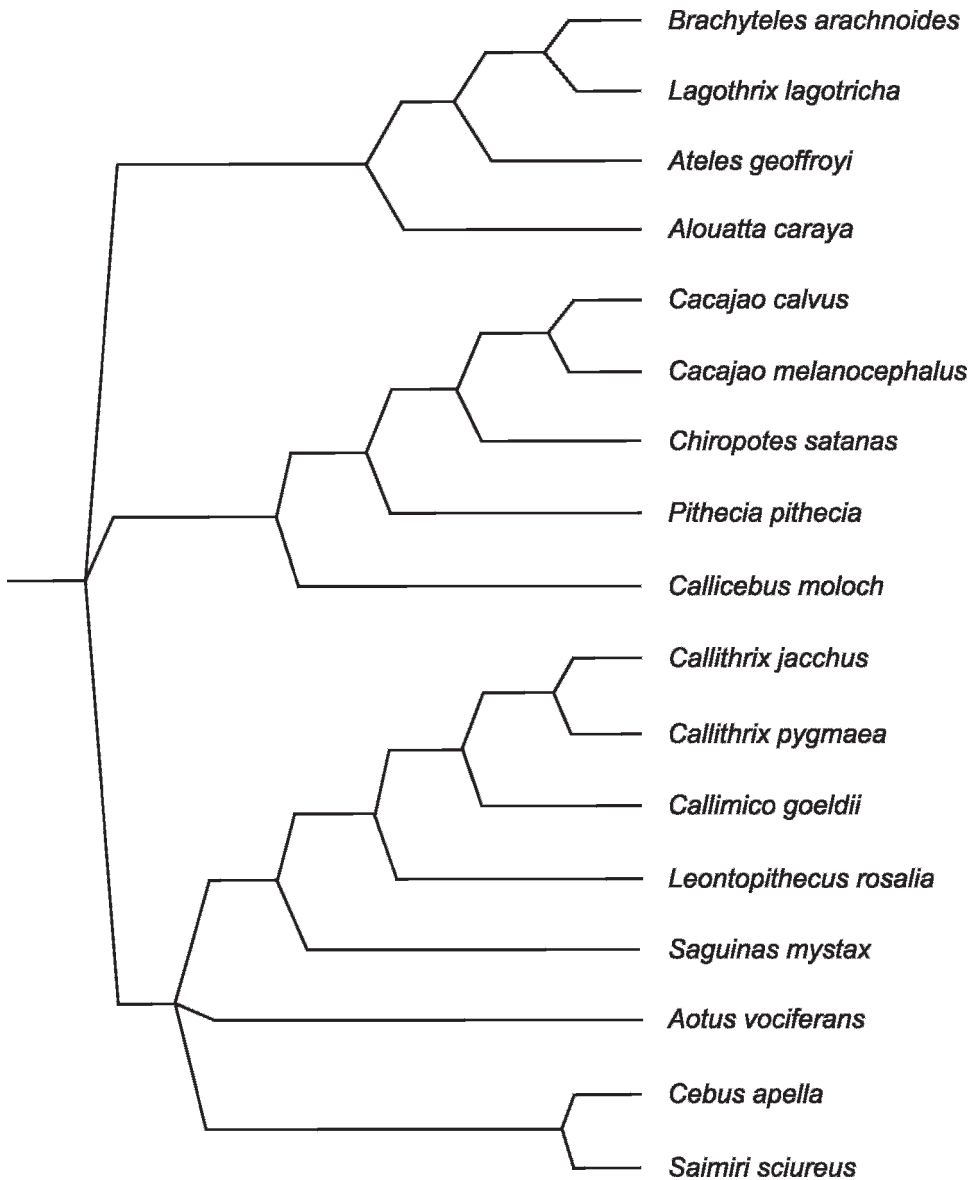 Brachyteles arachnoides
Lagothrix lagotricha
Ateles geoffroyi
Alouatta caraya
Cacajao calvus
Cacajao melanocephalus
Chiropotes satanas
Pithecia pithecia
Callicebus moloch
Callithrix jacchus
Callithrix pygmaea
Callimico goeldii
Leontopithecus rosalia
Saguinas mystax
Aotus vociferans
Cebus apella
Saimiri sciureus